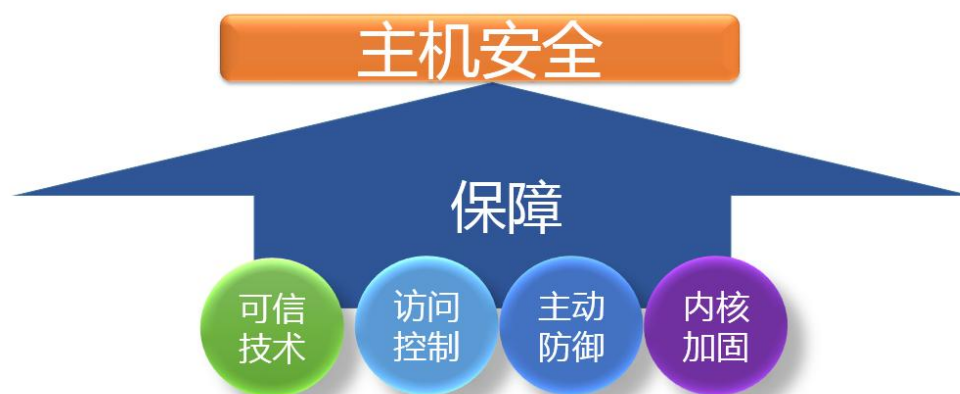 主机安全
保障
可信
技术
访问
控制
主动
防御
内核
加固